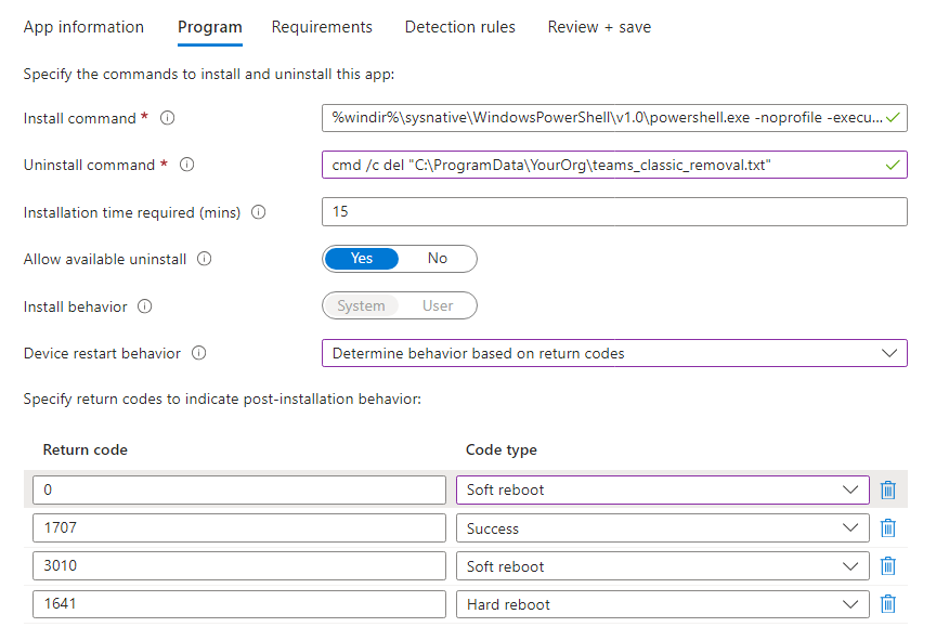 App information Program Requirements Detection rules Review + save
Specify the commands to install and uninstall this app:
Install command * %windir%\sysnative\WindowsPowerShell\v1.0\powershell.exe -noprofile -execu...
Uninstall command * cmd /c del "C:\ProgramData\YourOrg\teams_classic_removal.txt"
Installation time required (mins) 15
Allow available uninstall Yes No
Install behavior System User
Device restart behavior Determine behavior based on return codes
Specify return codes to indicate post-installation behavior:
Return code Code type
0 Soft reboot
1707 Success
3010 Soft reboot
1641 Hard reboot